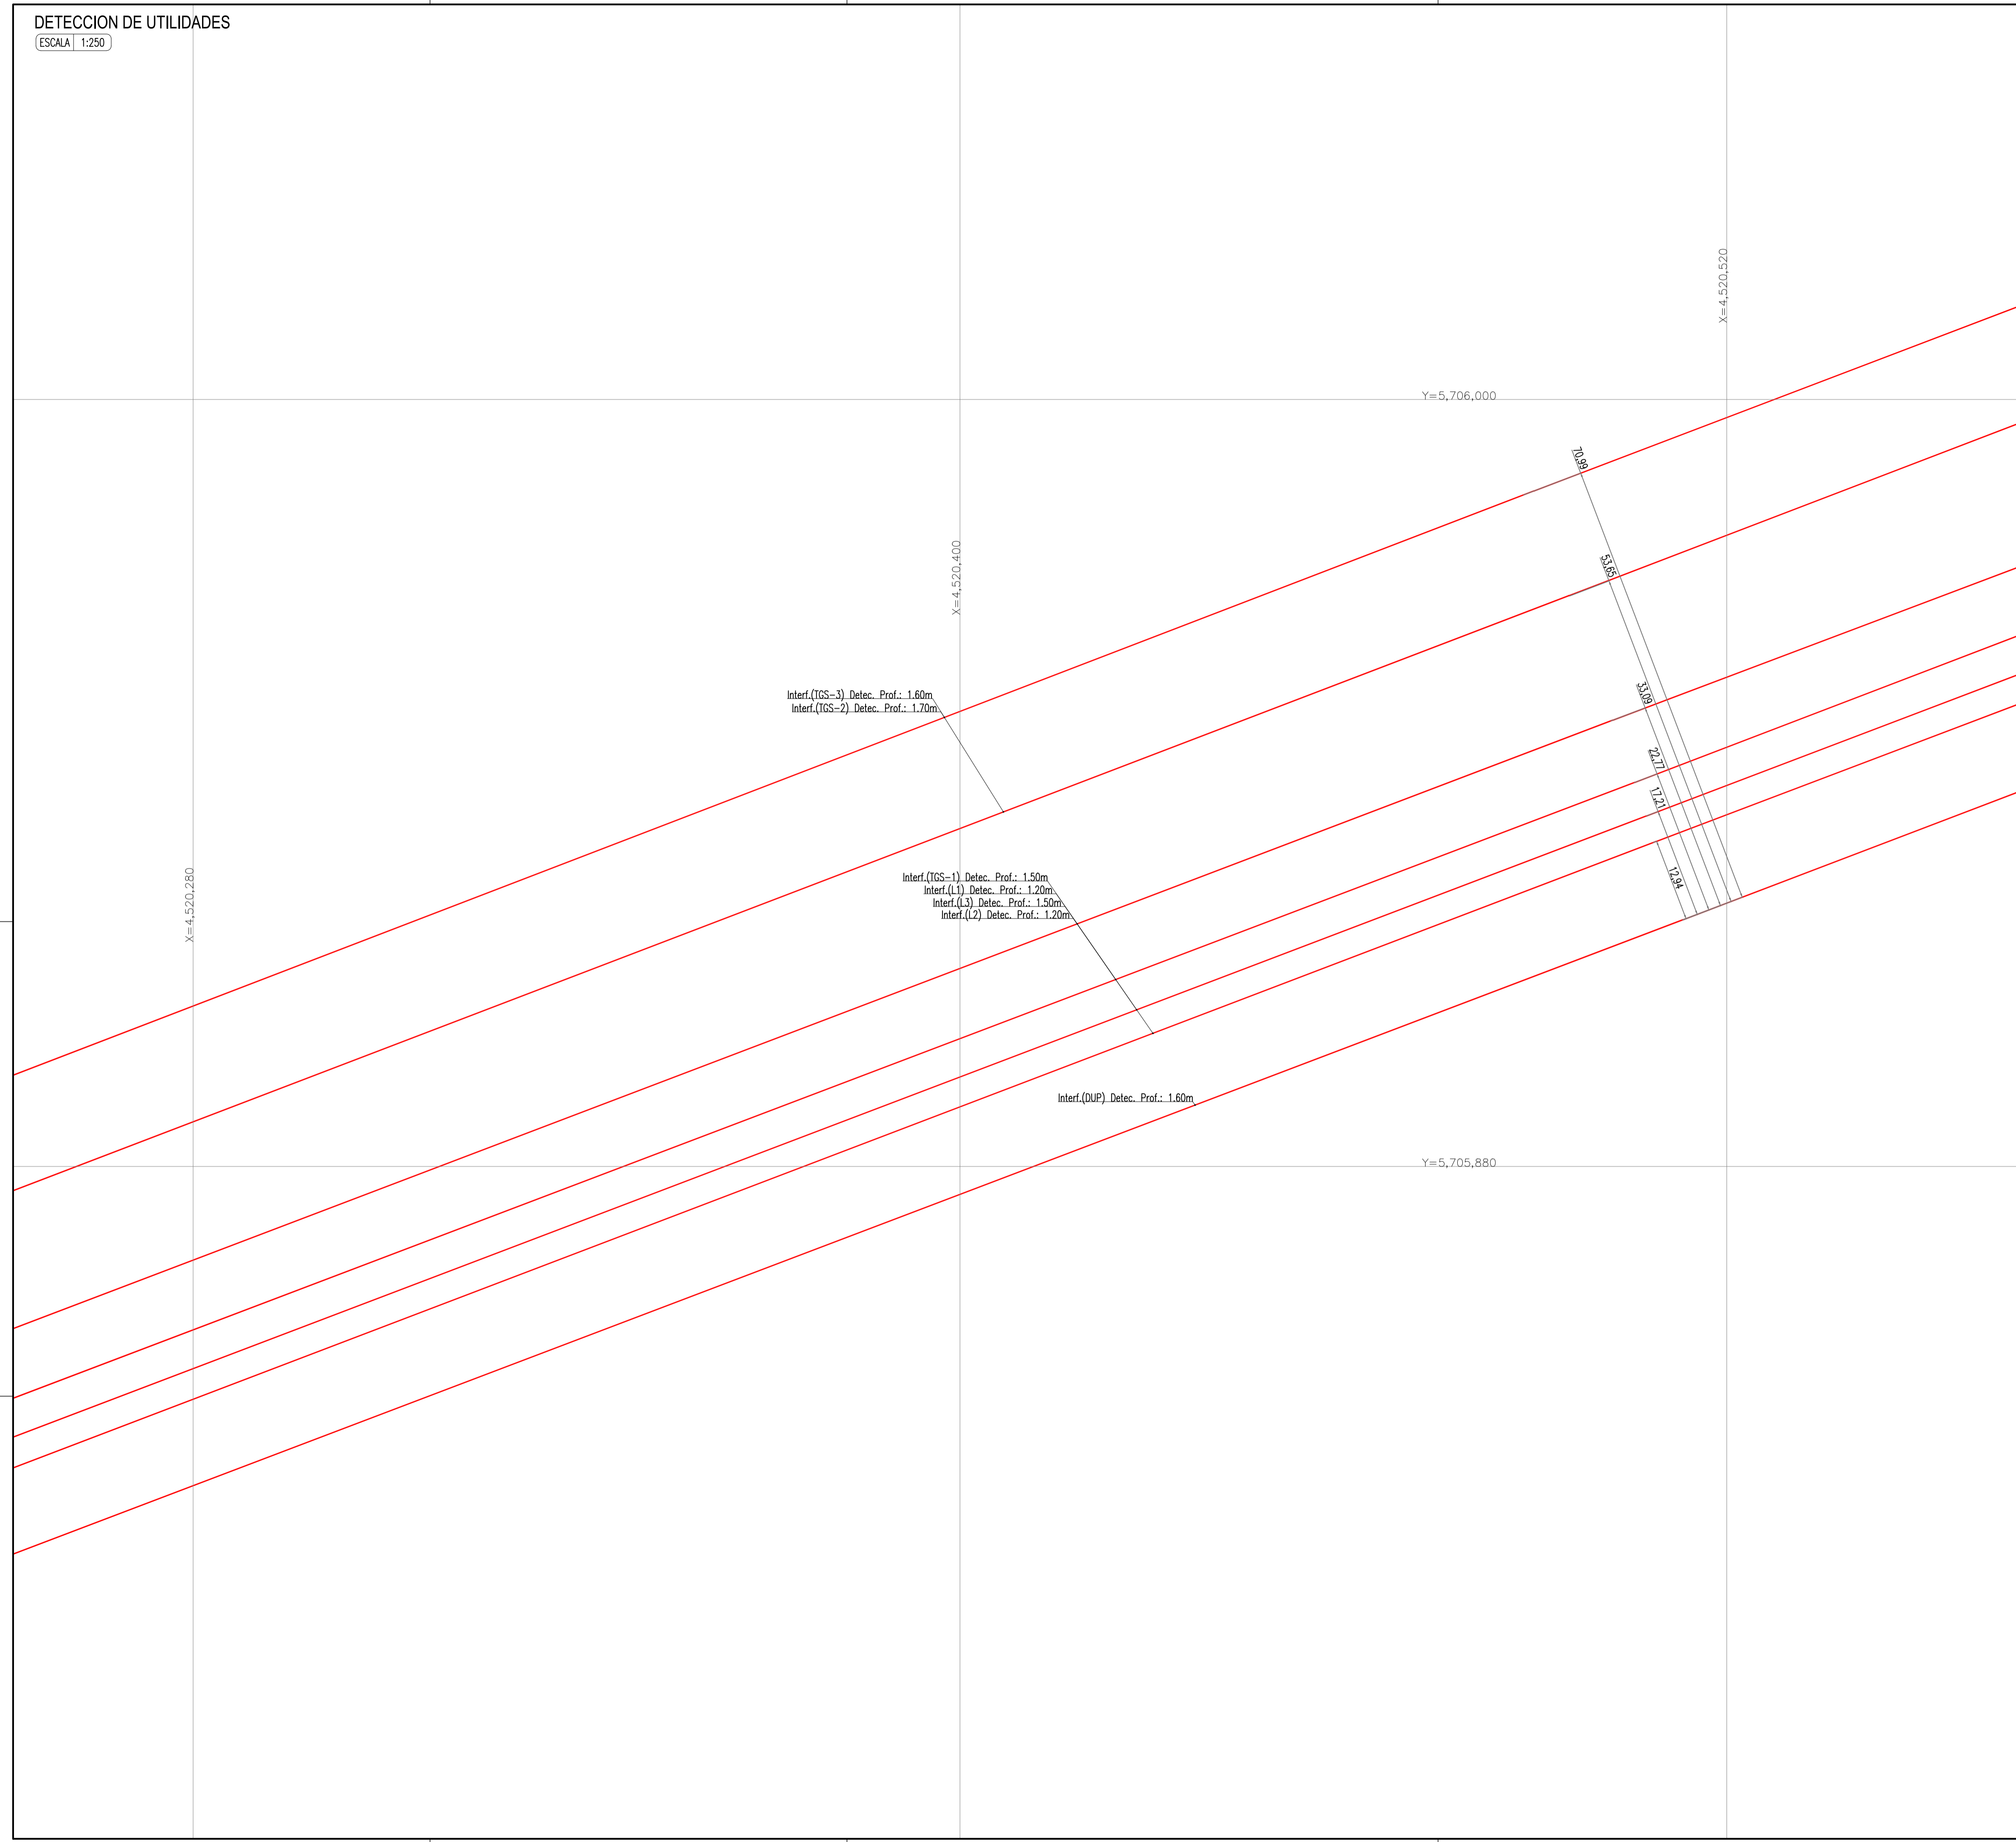 DETECCION DE UTILIDADES
ESCALA 1:250
X=4,520,520
Y=5,706,000
70,99
X=4,520,400
53,65
Interf.(TGS-3) Detec. Prof.: 1.60m
Interf.(TGS-2) Detec. Prof.: 1.70m
33,09
22,77
17,21
X=4,520,280
Interf.(TGS-1) Detec. Prof.: 1.50m
Interf.(L1) Detec. Prof.: 1.20m
Interf.(L3) Detec. Prof.: 1.50m
Interf.(L2) Detec. Prof.: 1.20m
12,94
Interf.(DUP) Detec. Prof.: 1.60m
Y=5,705,880